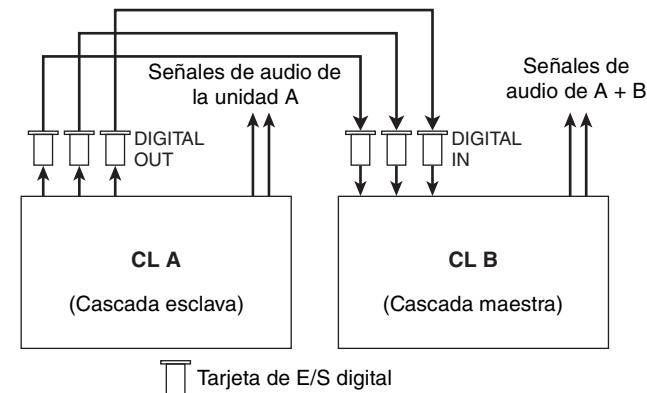 Señales de audio de
la unidad A
Señales de
audio de A + B
DIGITAL
OUT
DIGITAL
IN
CL A
(Cascada esclava)
CL B
(Cascada maestra)
Tarjeta de E/S digital